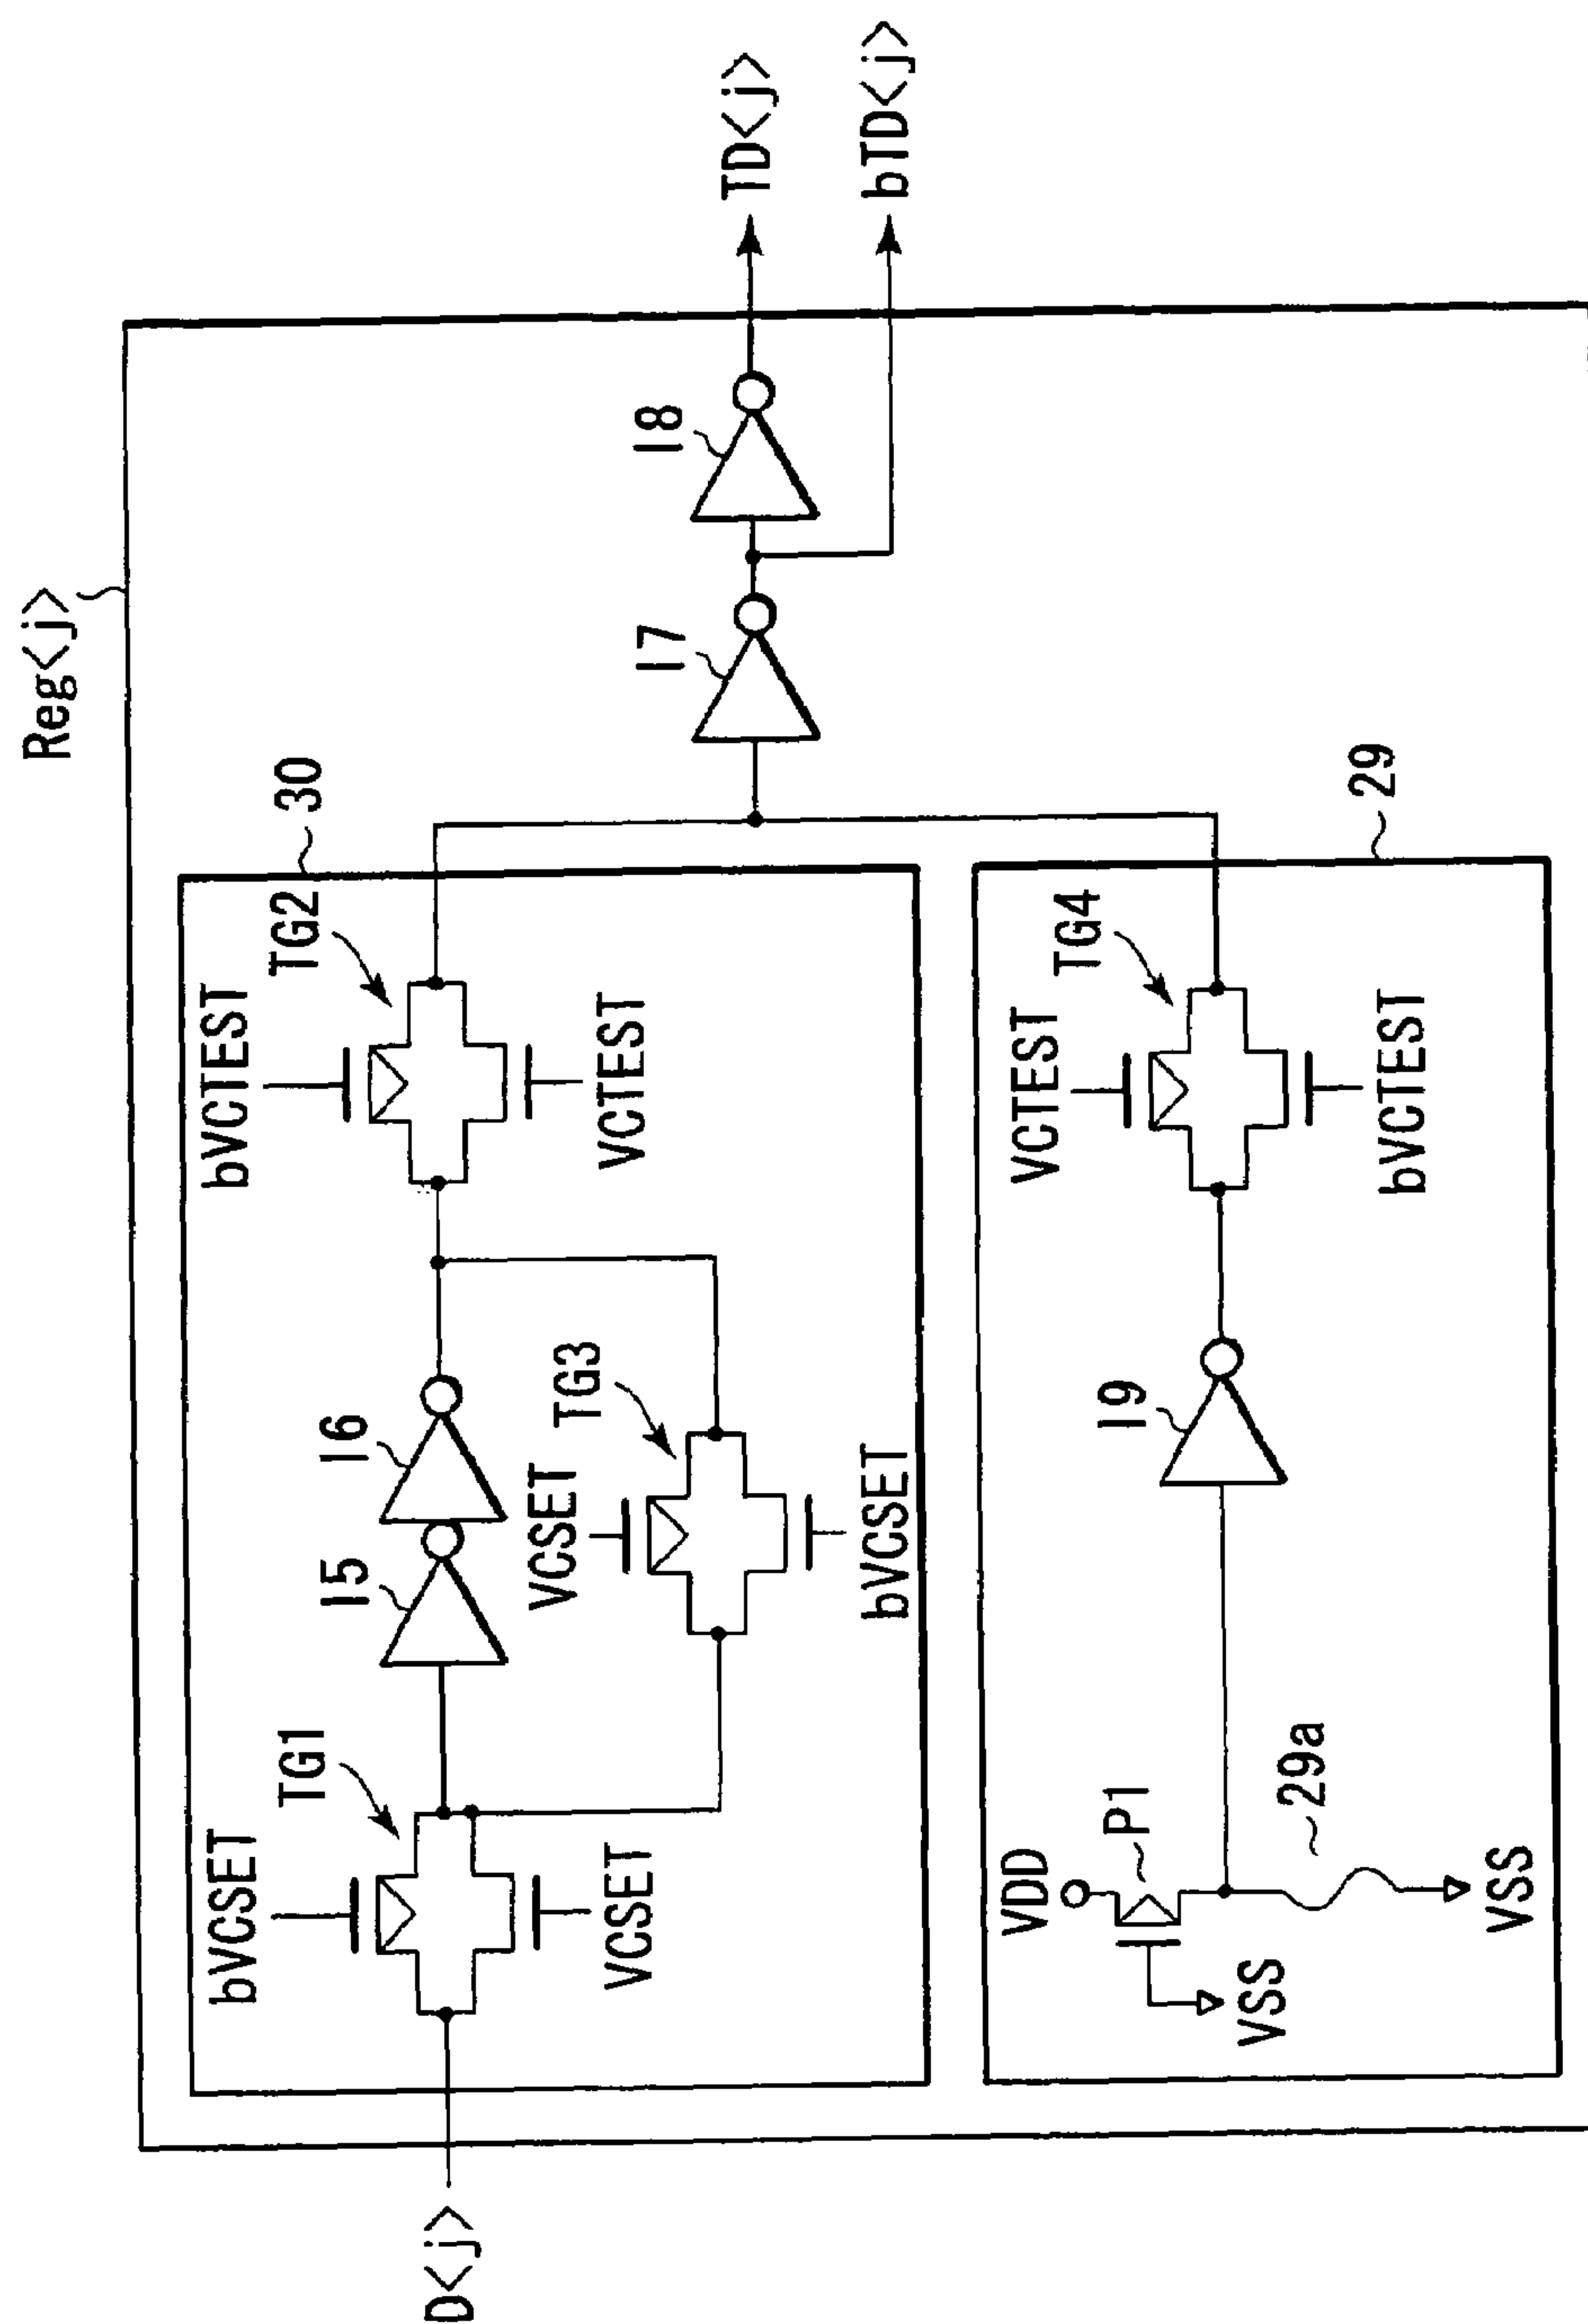 Reg<j>
30
bVCTEST
TG2
VCTEST
bVCSET
TG1
VCSET
I5
I6
VCSET
TG3
bVCSET
D<j>
I7
I8
TD<j>
bTD<j>
29
VCTEST
TG4
bVCTEST
I9
VDD
P1
VSS
29a
VSS